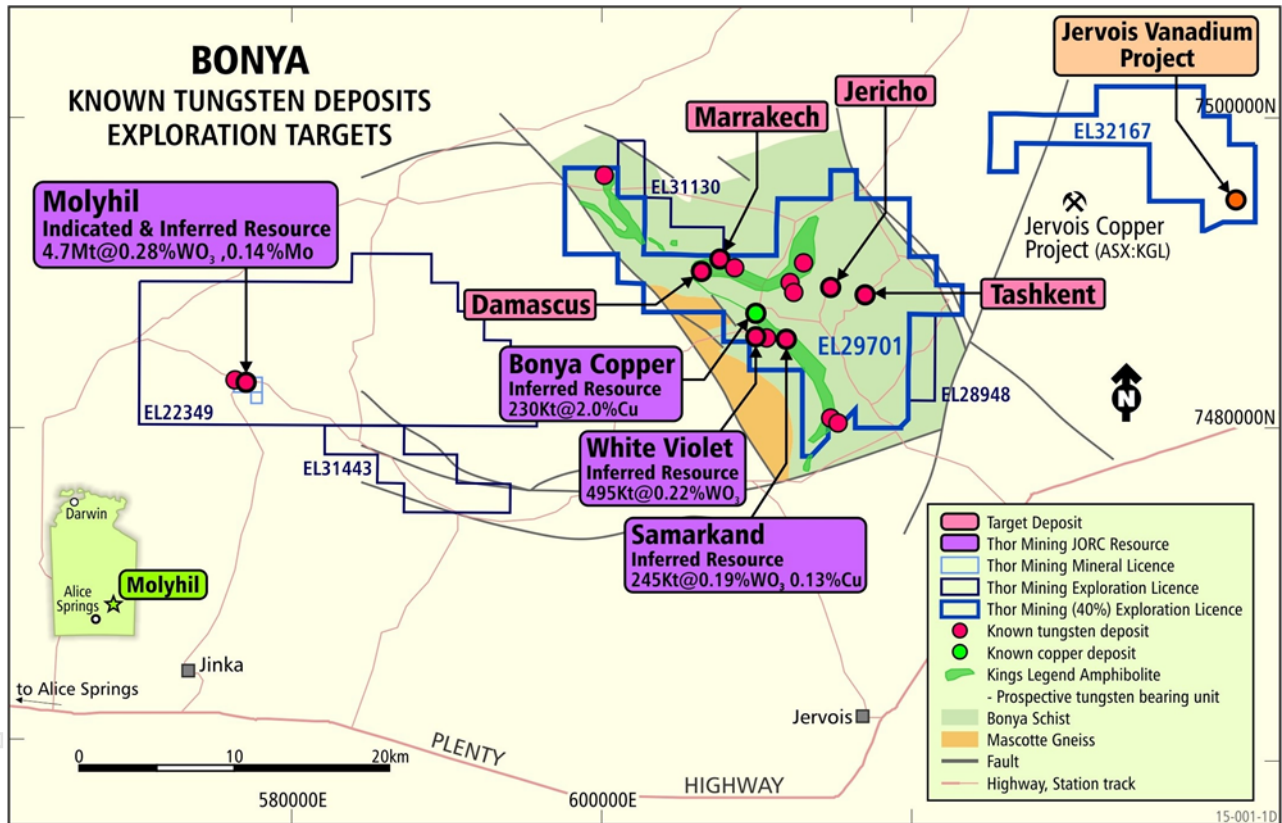 BONYA
KNOWN TUNGSTEN DEPOSITS
EXPLORATION TARGETS
Jervois Vanadium
Project
7500000N
EL32167
Jericho
Marrakech
Molyhil
Indicated & Inferred Resource
4.7Mt@0.28%WO₃ ,0.14%Mo
EL31130
Jervois Copper
Project (ASX:KGL)
Damascus
Tashkent
Bonya Copper
Inferred Resource
230Kt@2.0%Cu
EL29701
EL28948
EL22349
7480000N
White Violet
Inferred Resource
495Kt@0.22%WO₃
EL31443
N
Samarkand
Inferred Resource
245Kt@0.19%WO₃ 0.13%Cu
Darwin
Alice
Springs
Molyhil
Jinka
to Alice Springs
Jervois
PLENTY
HIGHWAY
0
10
20km
580000E
600000E
Target Deposit
Thor Mining JORC Resource
Thor Mining Mineral Licence
Thor Mining Exploration Licence
Thor Mining (40%) Exploration Licence
Known tungsten deposit
Known copper deposit
Kings Legend Amphibolite
- Prospective tungsten bearing unit
Bonya Schist
Mascotte Gneiss
Fault
Highway, Station track
15-001-1D